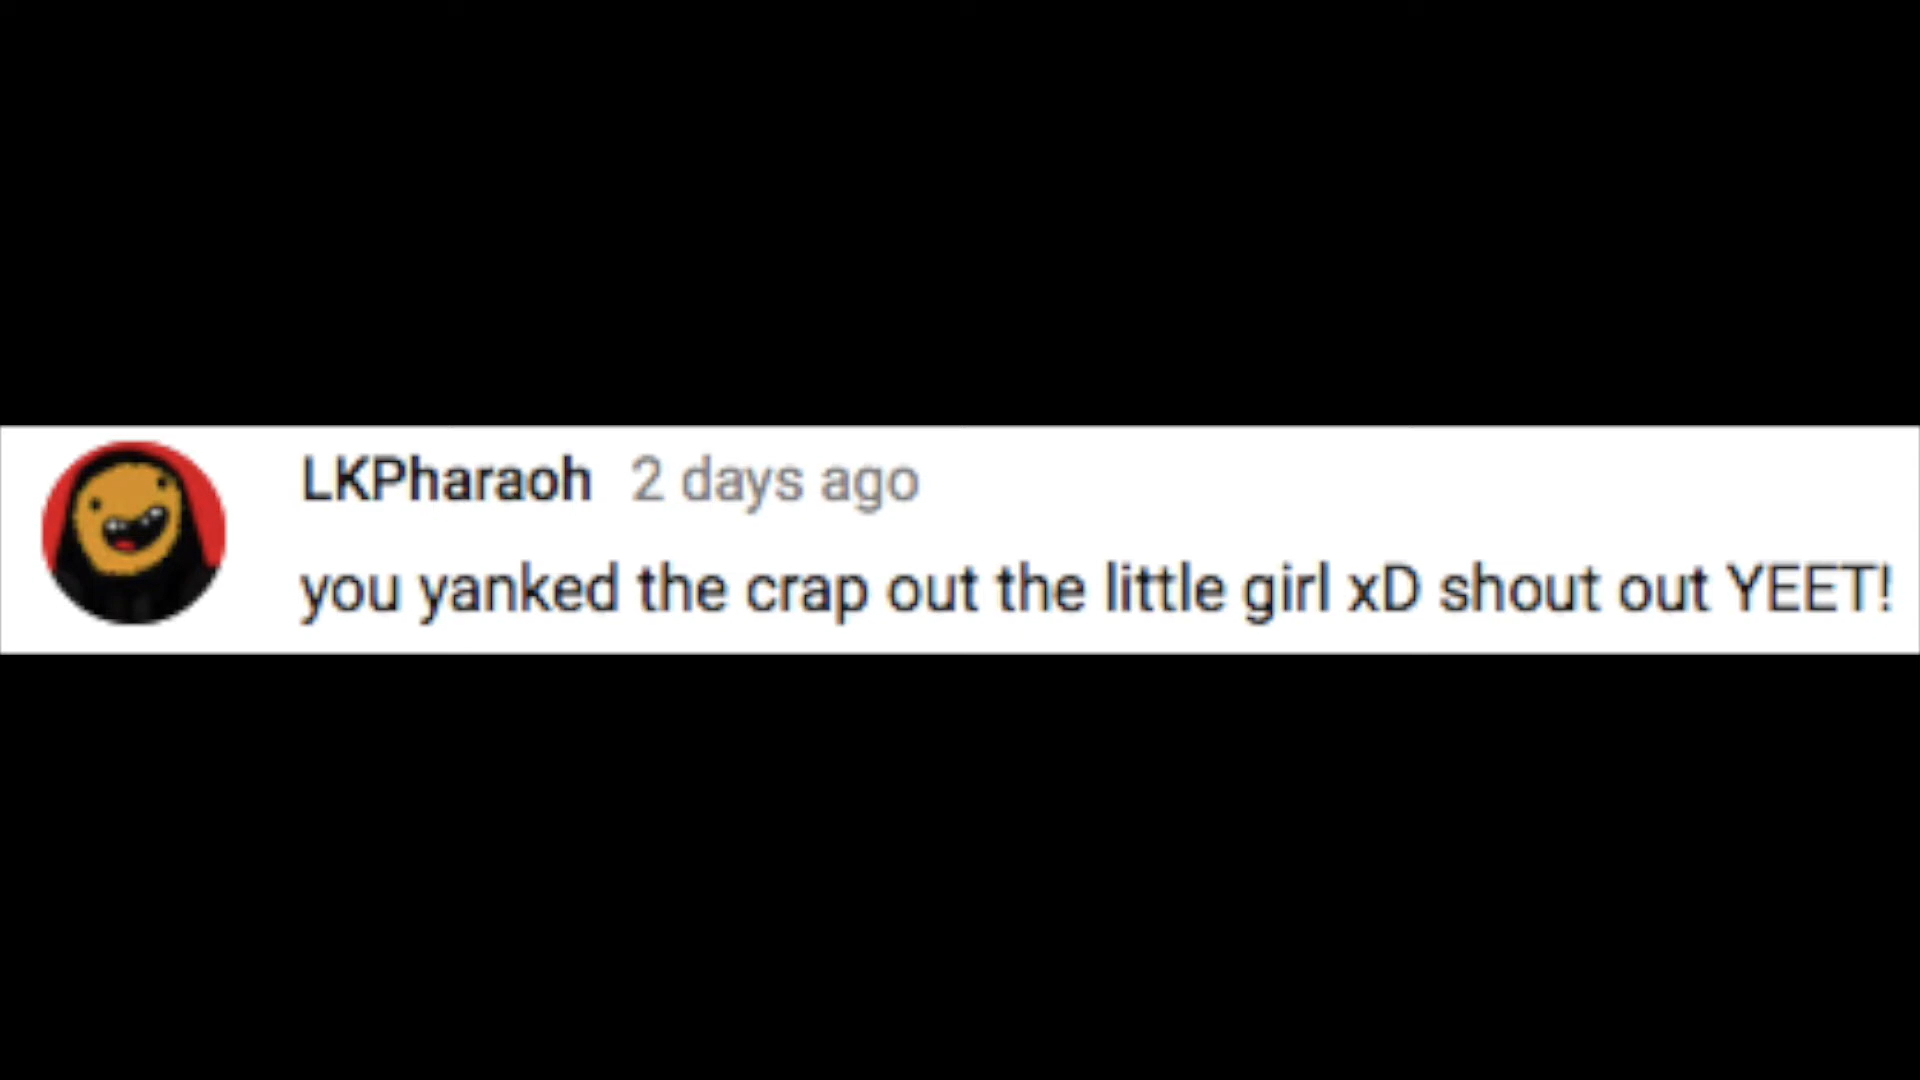 LKPharaoh 2 days ago
you yanked the crap out the little girl xD shout out YEET!